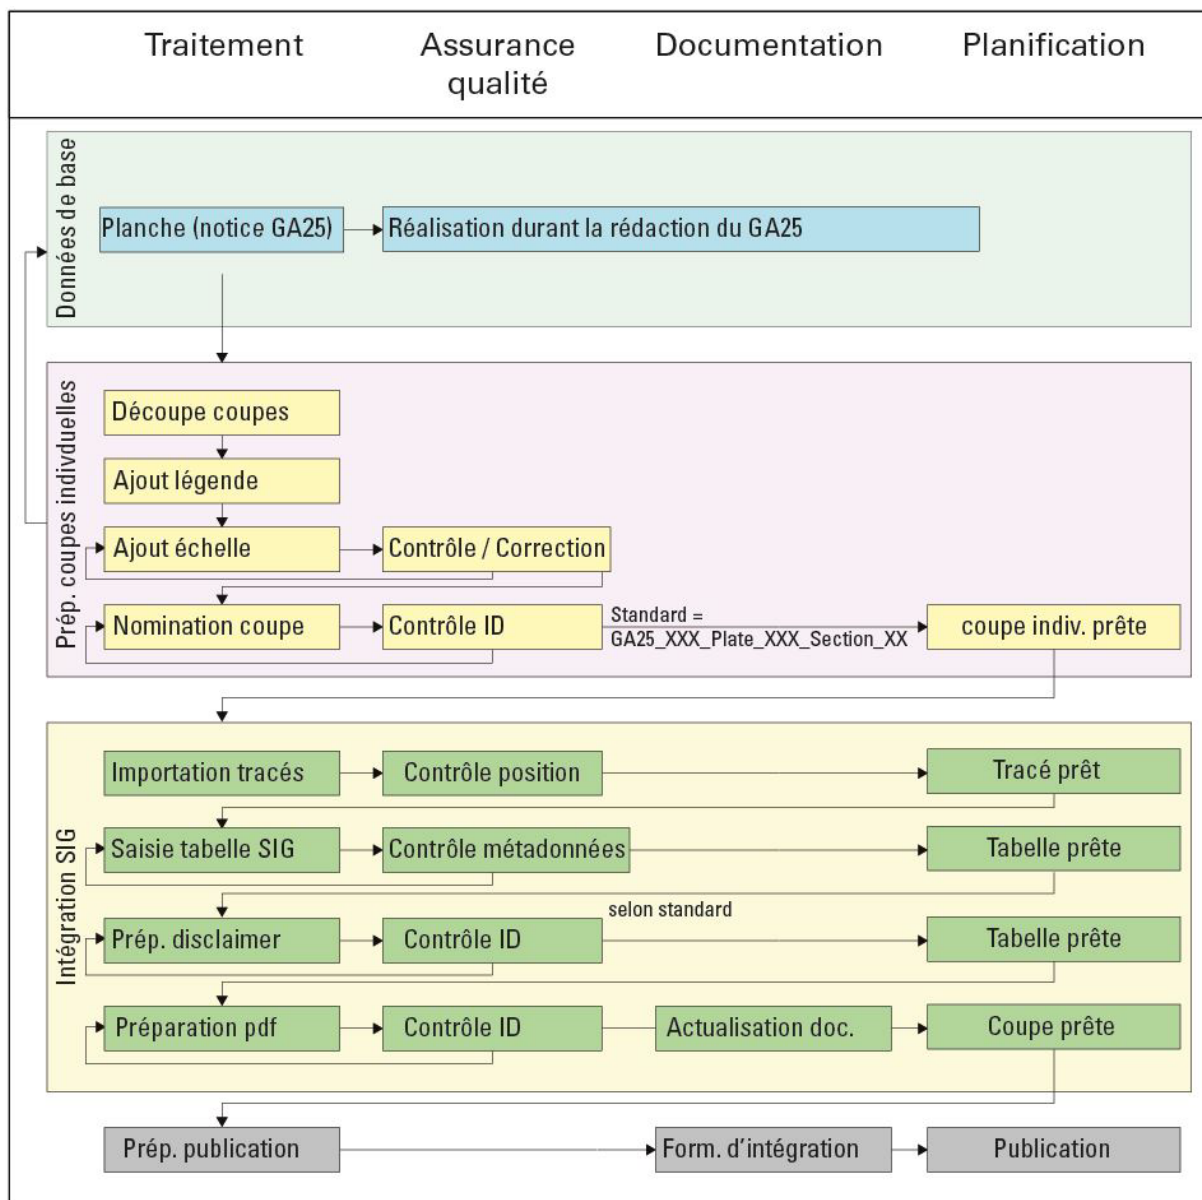 Traitement
Assurance
qualité
Documentation
Planification
Données de base
Planche (notice GA25)
Réalisation durant la rédaction du GA25
Prép. coupes indivduelles
Découpe coupes
Ajout légende
Ajout échelle
Contrôle / Correction
Nomination coupe
Contrôle ID
Standard =
GA25_XXX_Plate_XXX_Section_XX
coupe indiv. prête
Intégration SIG
Importation tracés
Contrôle position
Tracé prêt
Saisie tabelle SIG
Contrôle métadonnées
Tabelle prête
selon standard
Prép. disclaimer
Contrôle ID
Tabelle prête
Préparation pdf
Contrôle ID
Actualisation doc.
Coupe prête
Prép. publication
Form. d'intégration
Publication